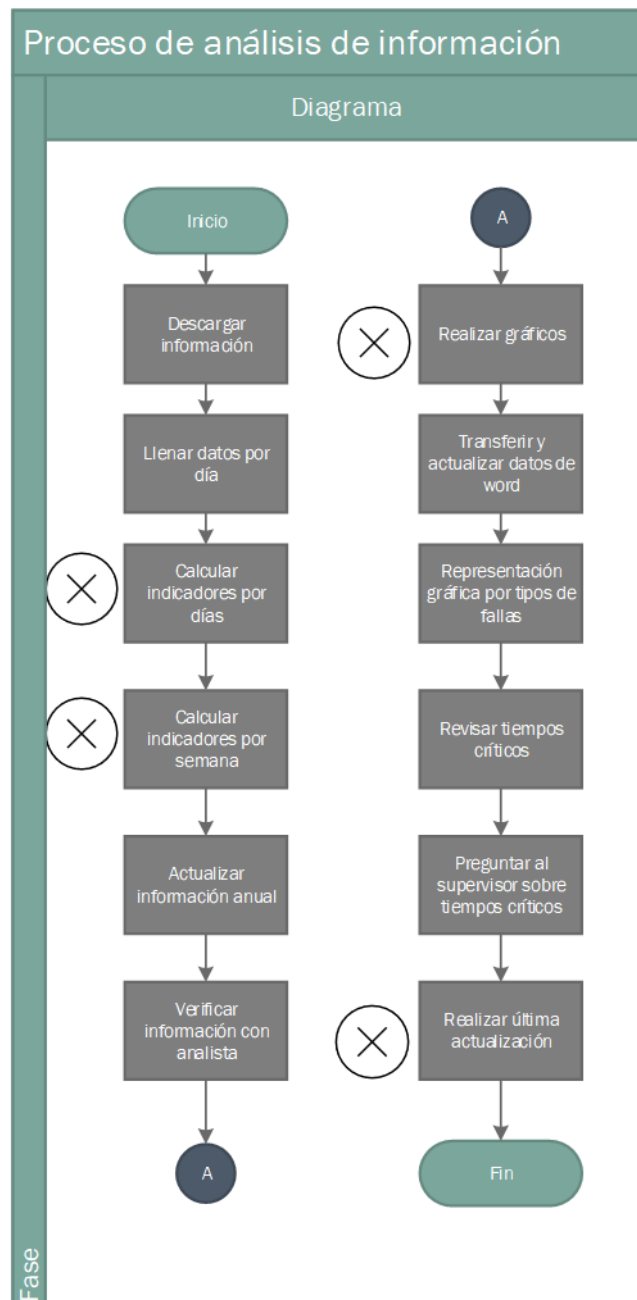 Proceso de análisis de información
Diagrama
Fase
Inicio
Descargar
información
Llenar datos por
día
Calcular
indicadores por
días
Calcular
indicadores por
semana
Actualizar
información anual
Verificar
información con
analista
A
A
Realizar gráficos
Transferir y
actualizar datos de
word
Representación
gráfica por tipos de
fallas
Revisar tiempos
críticos
Preguntar al
supervisor sobre
tiempos críticos
Realizar última
actualización
Fin